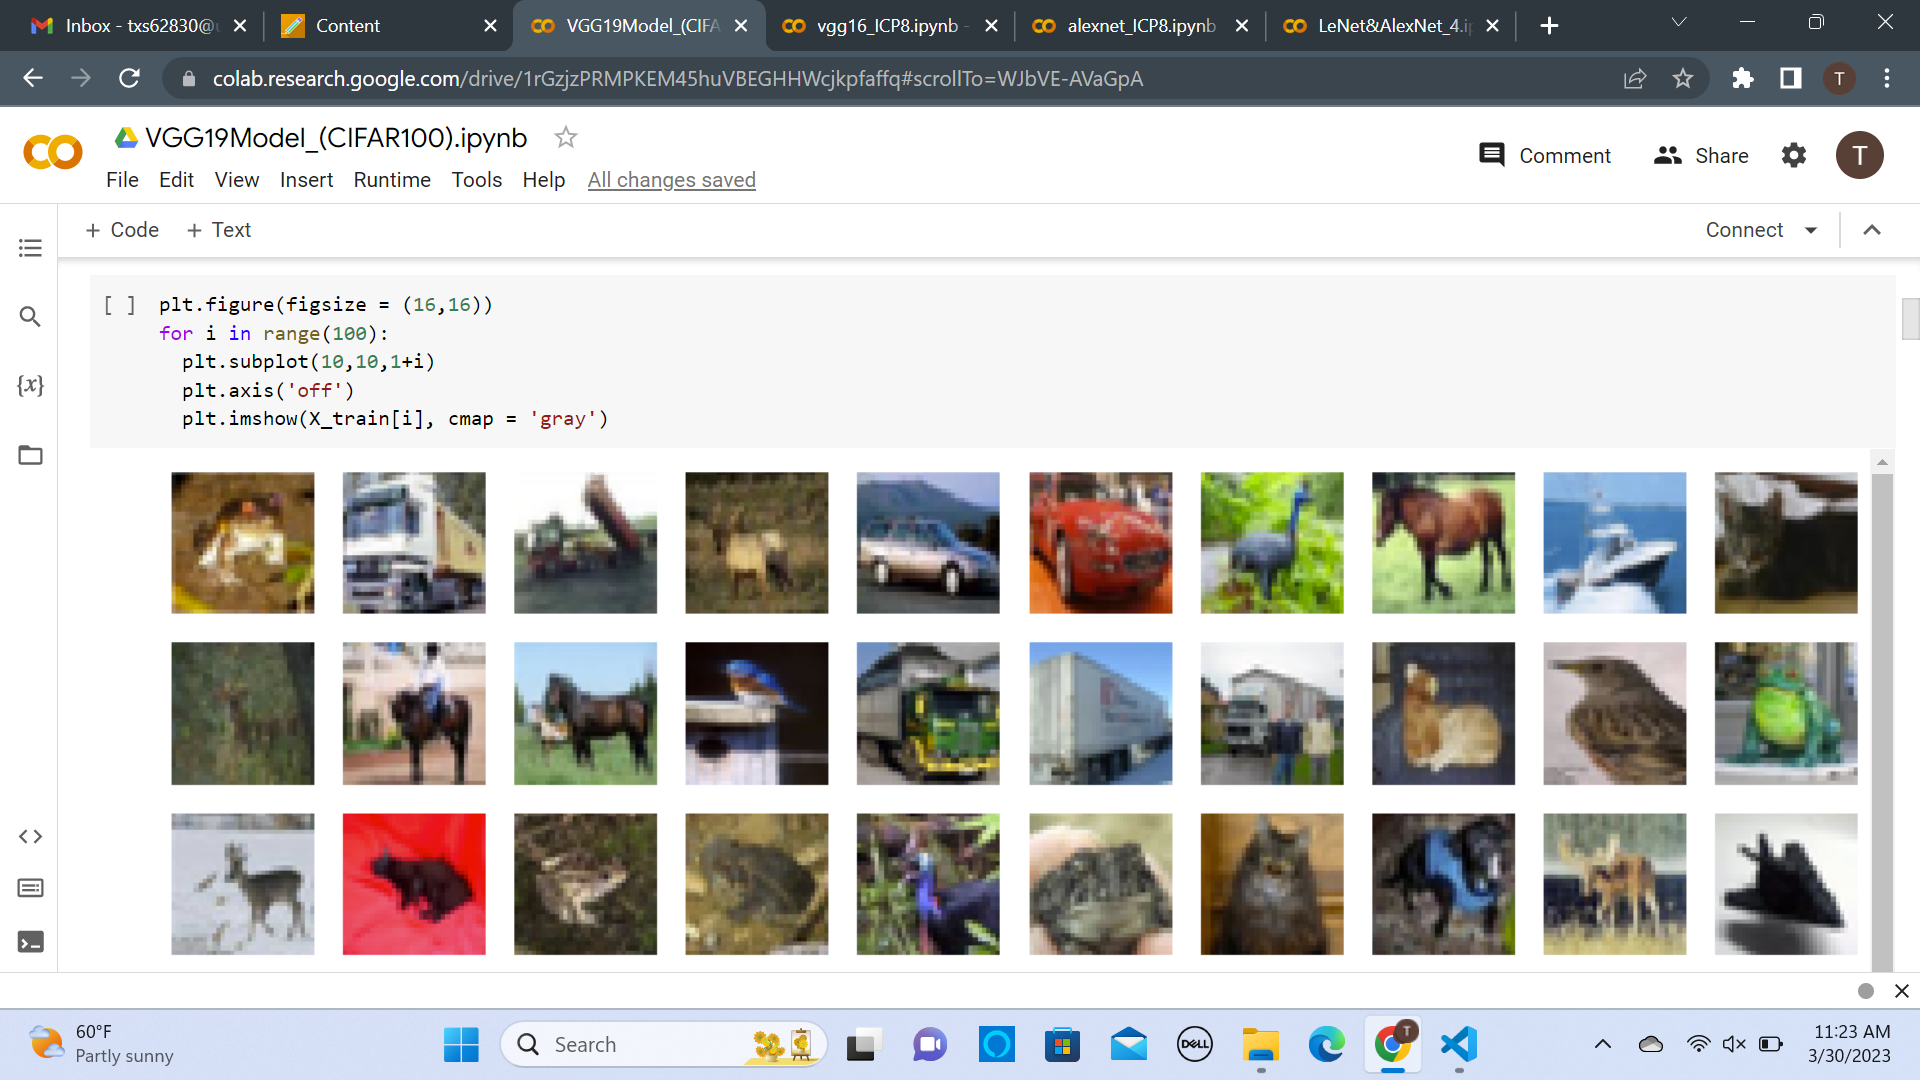 Inbox - txs62830@u
Content
VGG19Model_(CIFA
vgg16_ICP8.ipynb -
alexnet_ICP8.ipynb
LeNet&AlexNet_4.i
colab.research.google.com/drive/1rGzjzPRMPKEM45huVBEGHHWcjkpfaffq#scrollTo=WJbVE-AVaGpA
T
VGG19Model_(CIFAR100).ipynb
File Edit View Insert Runtime Tools Help All changes saved
Comment Share T
+ Code + Text
Connect
{x}
[ ] plt.figure(figsize = (16,16))
for i in range(100):
  plt.subplot(10,10,1+i)
  plt.axis('off')
  plt.imshow(X_train[i], cmap = 'gray')
60°F
Partly sunny
Search
DELL
T
11:23 AM
3/30/2023